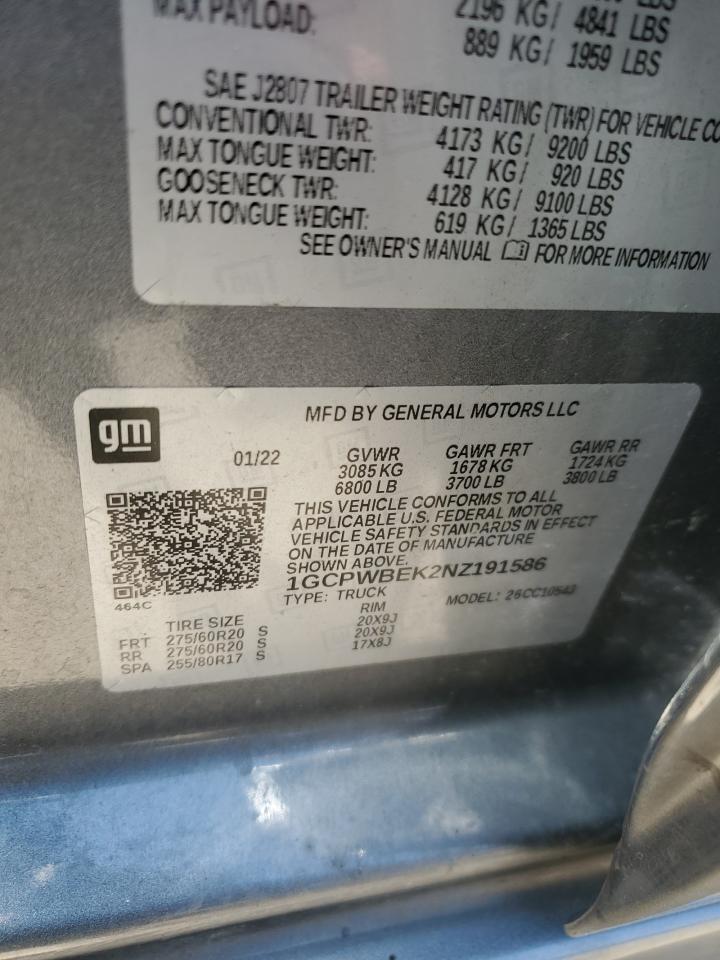 MAX PAYLOAD:
2196 KG/ 4841 LBS
889 KG/ 1959 LBS
SAE J2807 TRAILER WEIGHT RATING (TWR) FOR VEHICLE CO
CONVENTIONAL TWR: 4173 KG/ 9200 LBS
MAX TONGUE WEIGHT: 417 KG/ 920 LBS
GOOSENECK TWR: 4128 KG/ 9100 LBS
MAX TONGUE WEIGHT: 619 KG/ 1365 LBS
SEE OWNER'S MANUAL FOR MORE INFORMATION
gm
MFD BY GENERAL MOTORS LLC
01/22 GVWR GAWR FRT GAWR RR
3085 KG 1678 KG 1724 KG
6800 LB 3700 LB 3800 LB
THIS VEHICLE CONFORMS TO ALL
APPLICABLE U.S. FEDERAL MOTOR
VEHICLE SAFETY STANDARDS IN EFFECT
ON THE DATE OF MANUFACTURE
SHOWN ABOVE.
1GCPWBEK2NZ191586
464C
TYPE: TRUCK MODEL: 26CC10543
TIRE SIZE RIM
FRT 275/60R20 S 20X9J
RR 275/60R20 S 20X9J
SPA 255/80R17 S 17X8J